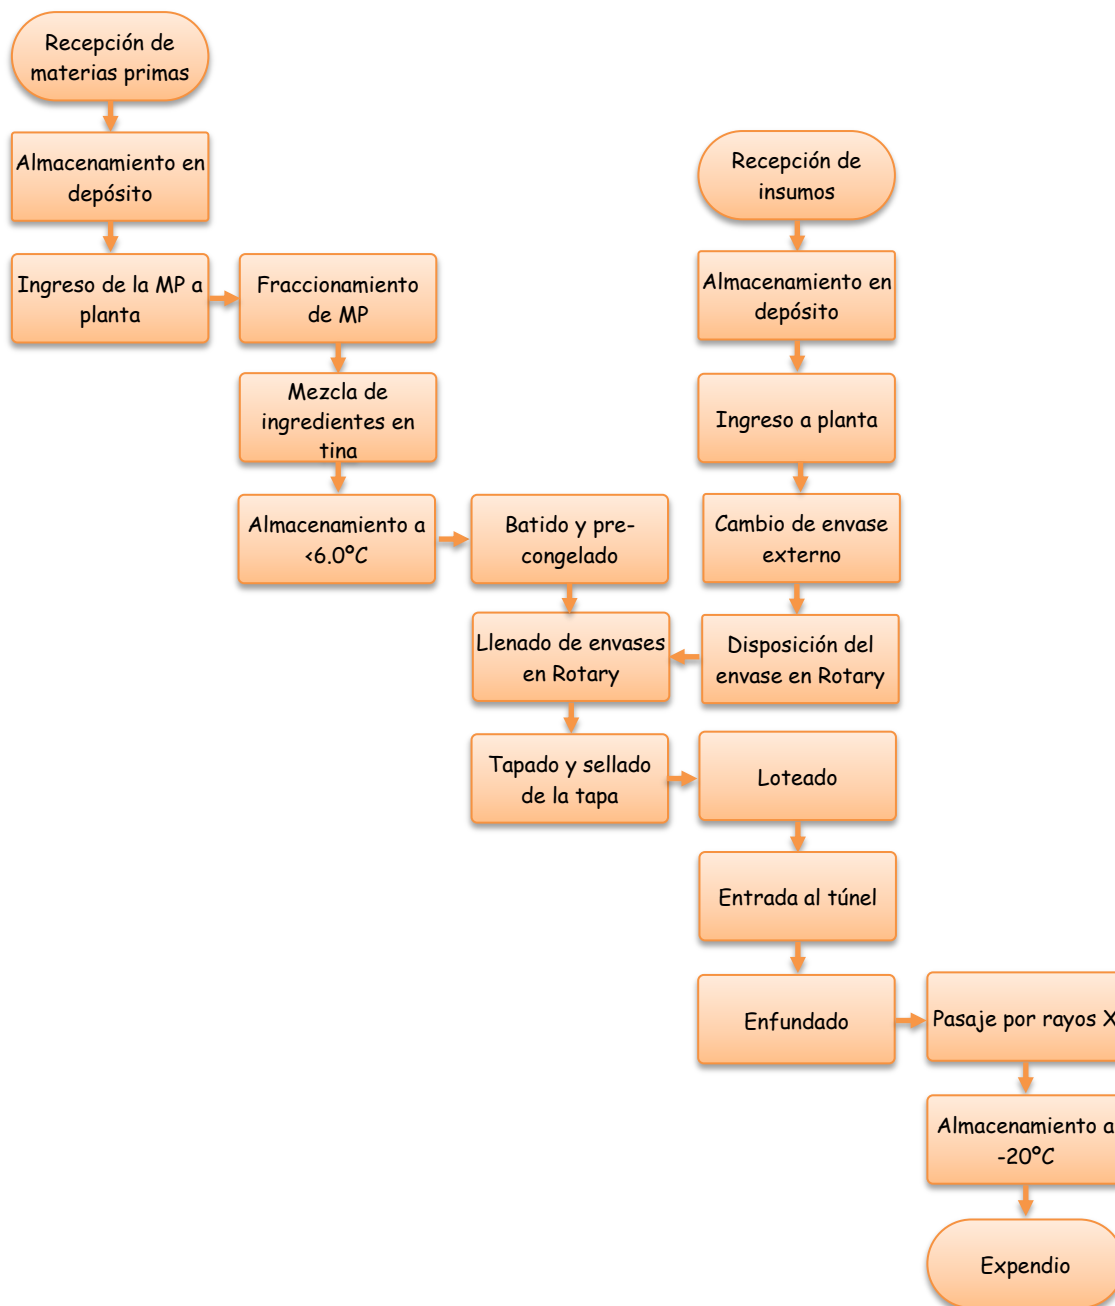 Recepción de
materias primas
Almacenamiento en
depósito
Ingreso de la MP a
planta
Fraccionamiento
de MP
Mezcla de
ingredientes en
tina
Almacenamiento a
<6.0ºC
Batido y pre-
congelado
Recepción de
insumos
Almacenamiento en
depósito
Ingreso a planta
Cambio de envase
externo
Disposición del
envase en Rotary
Llenado de envases
en Rotary
Tapado y sellado
de la tapa
Loteado
Entrada al túnel
Enfundado
Pasaje por rayos X
Almacenamiento a
-20ºC
Expendio